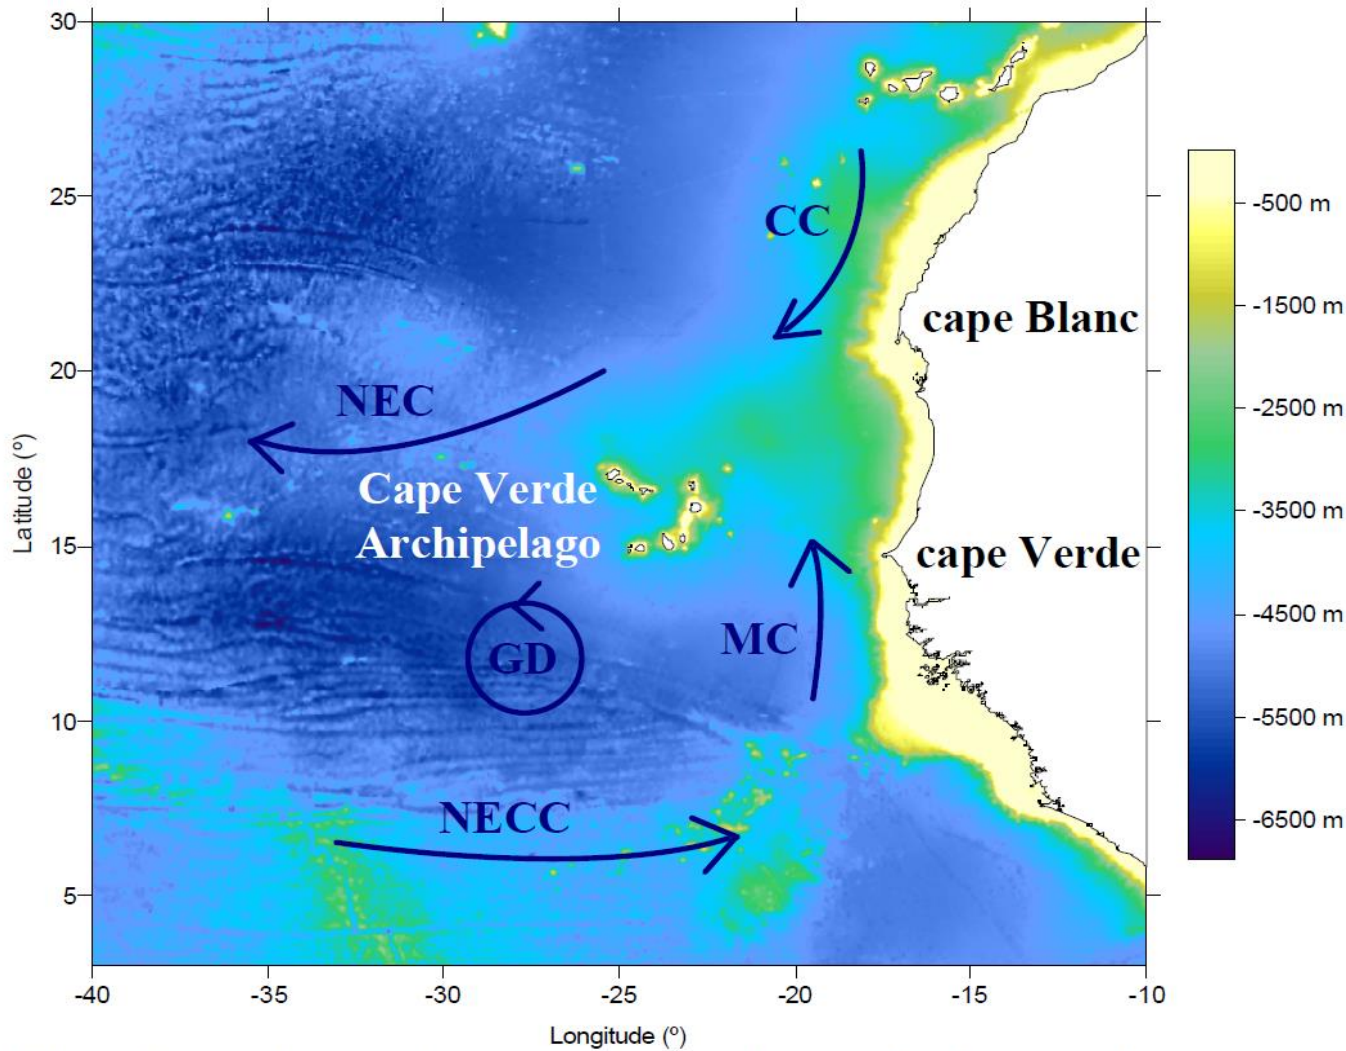 30
25
20
15
10
5
Latitude (º)
-40
-35
-30
-25
-20
-15
-10
Longitude (º)
CC
cape Blanc
NEC
Cape Verde
Archipelago
cape Verde
MC
GD
NECC
-500 m
-1500 m
-2500 m
-3500 m
-4500 m
-5500 m
-6500 m